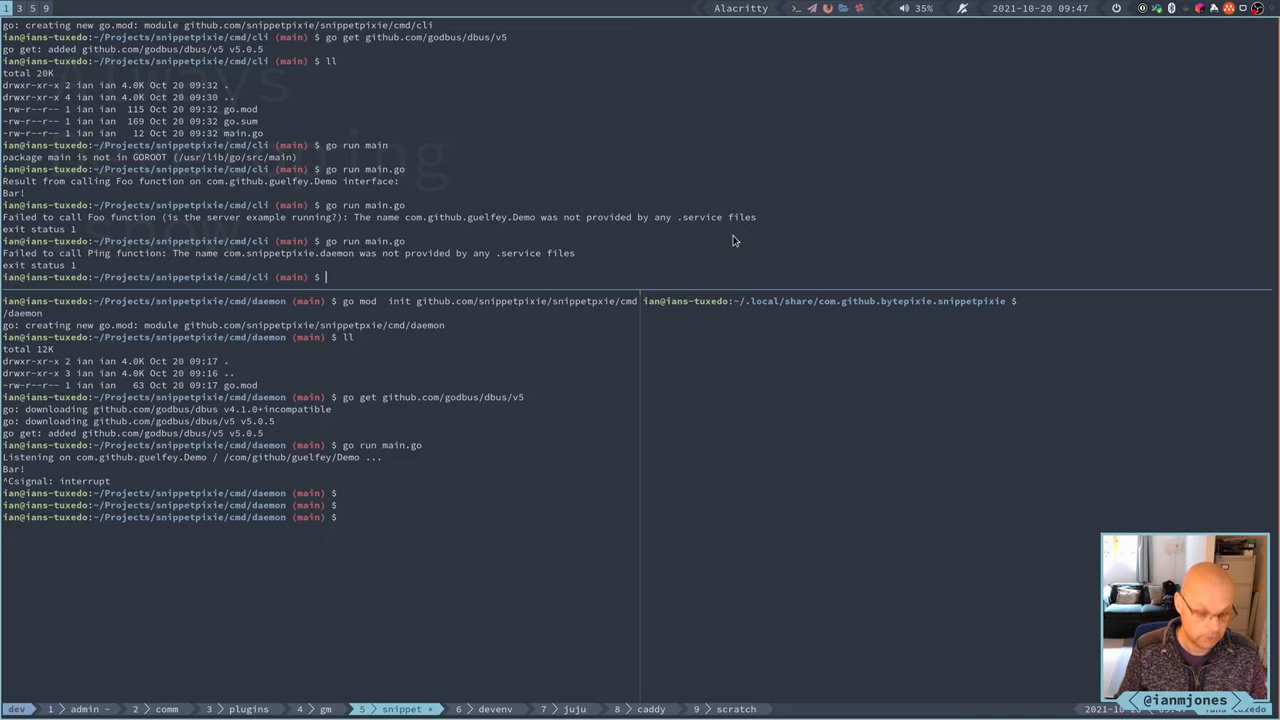 1 3 5 9
Alacritty
35%
2021-10-20 09:47
go: creating new go.mod: module github.com/snippetpixie/snippetpixie/cmd/cli
ian@ians-tuxedo:~/Projects/snippetpixie/cmd/cli (main) $ go get github.com/godbus/dbus/v5
go get: added github.com/godbus/dbus/v5 v5.0.5
ian@ians-tuxedo:~/Projects/snippetpixie/cmd/cli (main) $ ll
total 20K
drwxr-xr-x 2 ian ian 4.0K Oct 20 09:32 .
drwxr-xr-x 4 ian ian 4.0K Oct 20 09:30 ..
-rw-r--r-- 1 ian ian  115 Oct 20 09:32 go.mod
-rw-r--r-- 1 ian ian  169 Oct 20 09:32 go.sum
-rw-r--r-- 1 ian ian   12 Oct 20 09:32 main.go
ian@ians-tuxedo:~/Projects/snippetpixie/cmd/cli (main) $ go run main
package main is not in GOROOT (/usr/lib/go/src/main)
ian@ians-tuxedo:~/Projects/snippetpixie/cmd/cli (main) $ go run main.go
Result from calling Foo function on com.github.guelfey.Demo interface:
Bar!
ian@ians-tuxedo:~/Projects/snippetpixie/cmd/cli (main) $ go run main.go
Failed to call Foo function (is the server example running?): The name com.github.guelfey.Demo was not provided by any .service files
exit status 1
ian@ians-tuxedo:~/Projects/snippetpixie/cmd/cli (main) $ go run main.go
Failed to call Ping function: The name com.snippetpixie.daemon was not provided by any .service files
exit status 1
ian@ians-tuxedo:~/Projects/snippetpixie/cmd/cli (main) $
ian@ians-tuxedo:~/Projects/snippetpixie/cmd/daemon (main) $ go mod  init github.com/snippetpixie/snippetpxie/cmd
/daemon
go: creating new go.mod: module github.com/snippetpixie/snippetpxie/cmd/daemon
ian@ians-tuxedo:~/Projects/snippetpixie/cmd/daemon (main) $ ll
total 12K
drwxr-xr-x 2 ian ian 4.0K Oct 20 09:17 .
drwxr-xr-x 3 ian ian 4.0K Oct 20 09:16 ..
-rw-r--r-- 1 ian ian   63 Oct 20 09:17 go.mod
ian@ians-tuxedo:~/Projects/snippetpixie/cmd/daemon (main) $ go get github.com/godbus/dbus/v5
go: downloading github.com/godbus/dbus v4.1.0+incompatible
go: downloading github.com/godbus/dbus/v5 v5.0.5
go get: added github.com/godbus/dbus/v5 v5.0.5
ian@ians-tuxedo:~/Projects/snippetpixie/cmd/daemon (main) $ go run main.go
Listening on com.github.guelfey.Demo / /com/github/guelfey/Demo ...
Bar!
^Csignal: interrupt
ian@ians-tuxedo:~/Projects/snippetpixie/cmd/daemon (main) $
ian@ians-tuxedo:~/Projects/snippetpixie/cmd/daemon (main) $
ian@ians-tuxedo:~/Projects/snippetpixie/cmd/daemon (main) $
ian@ians-tuxedo:~/.local/share/com.github.bytepixie.snippetpixie $
@ianmjones
dev 1 admin - 2 comm 3 plugins 4 gm 5 snippet * 6 devenv 7 juju 8 caddy 9 scratch